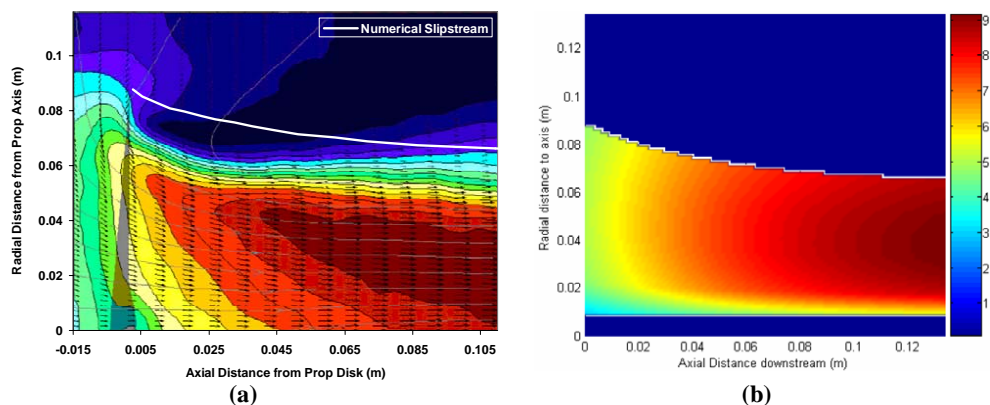 Numerical Slipstream
Radial Distance from Prop Axis (m)
0.1
0.08
0.06
0.04
0.02
0
-0.015 0.005 0.025 0.045 0.065 0.085 0.105
Axial Distance from Prop Disk (m)
(a)
Radial distance to axis (m)
0.12
0.1
0.08
0.06
0.04
0.02
0
0 0.02 0.04 0.06 0.08 0.1 0.12
Axial Distance downstream (m)
9
8
7
6
5
4
3
2
1
(b)